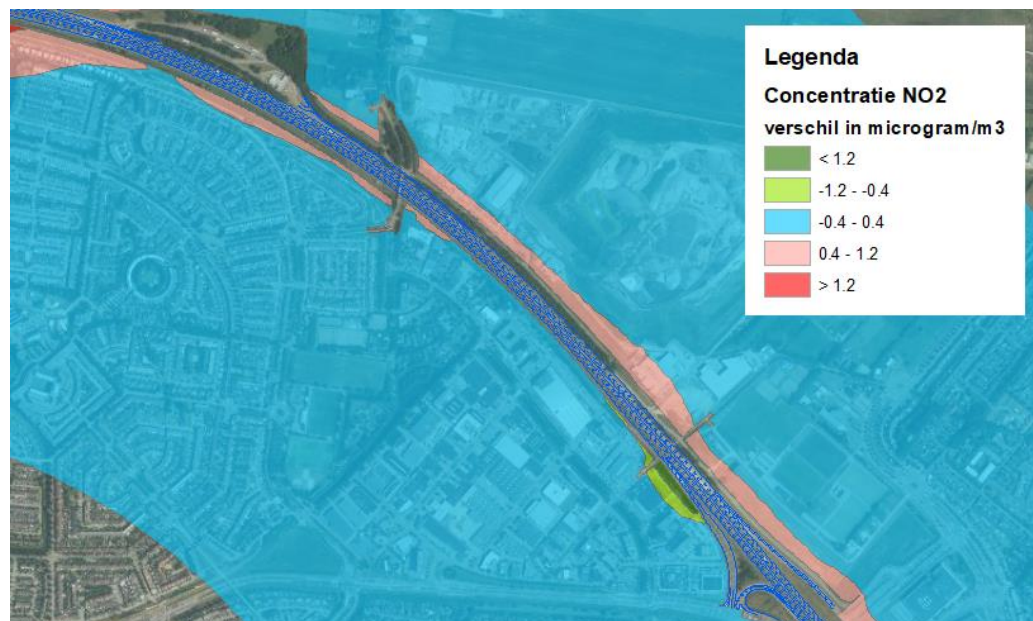 Legenda
Concentratie NO2
verschil in microgram/m3
< 1.2
-1.2 - -0.4
-0.4 - 0.4
0.4 - 1.2
> 1.2